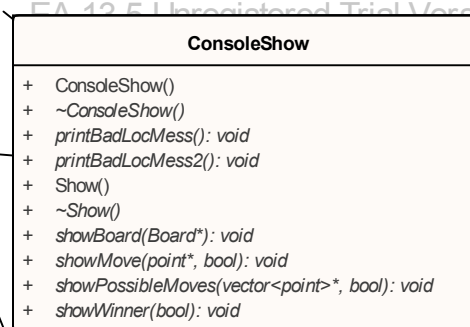 EA 13.5 Unregistered Trial Vers
ConsoleShow
+ ConsoleShow()
+ ~ConsoleShow()
+ printBadLocMess(): void
+ printBadLocMess2(): void
+ Show()
+ ~Show()
+ showBoard(Board*): void
+ showMove(point*, bool): void
+ showPossibleMoves(vector<point>*, bool): void
+ showWinner(bool): void